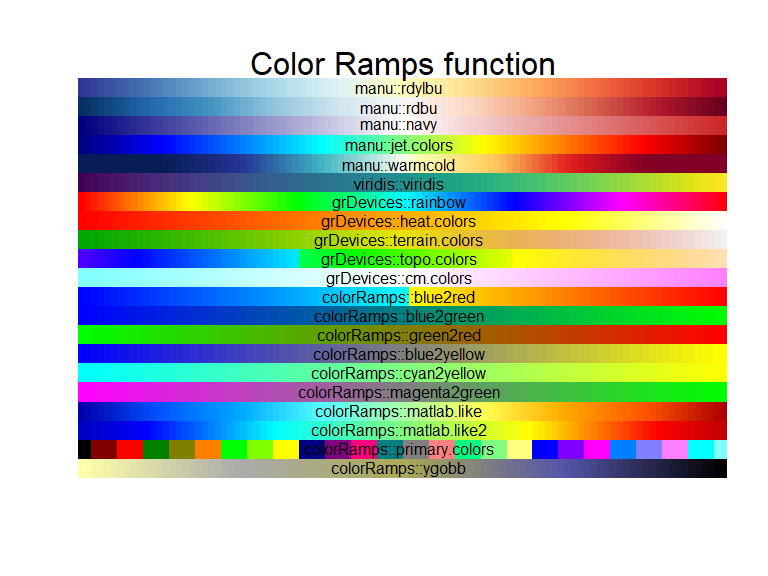 Color Ramps function
manu::rdylbu
manu::rdbu
manu::navy
manu::jet.colors
manu::warmcold
viridis::viridis
grDevices::rainbow
grDevices::heat.colors
grDevices::terrain.colors
grDevices::topo.colors
grDevices::cm.colors
colorRamps::blue2red
colorRamps::blue2green
colorRamps::green2red
colorRamps::blue2yellow
colorRamps::cyan2yellow
colorRamps::magenta2green
colorRamps::matlab.like
colorRamps::matlab.like2
colorRamps::primary.colors
colorRamps::ygobb